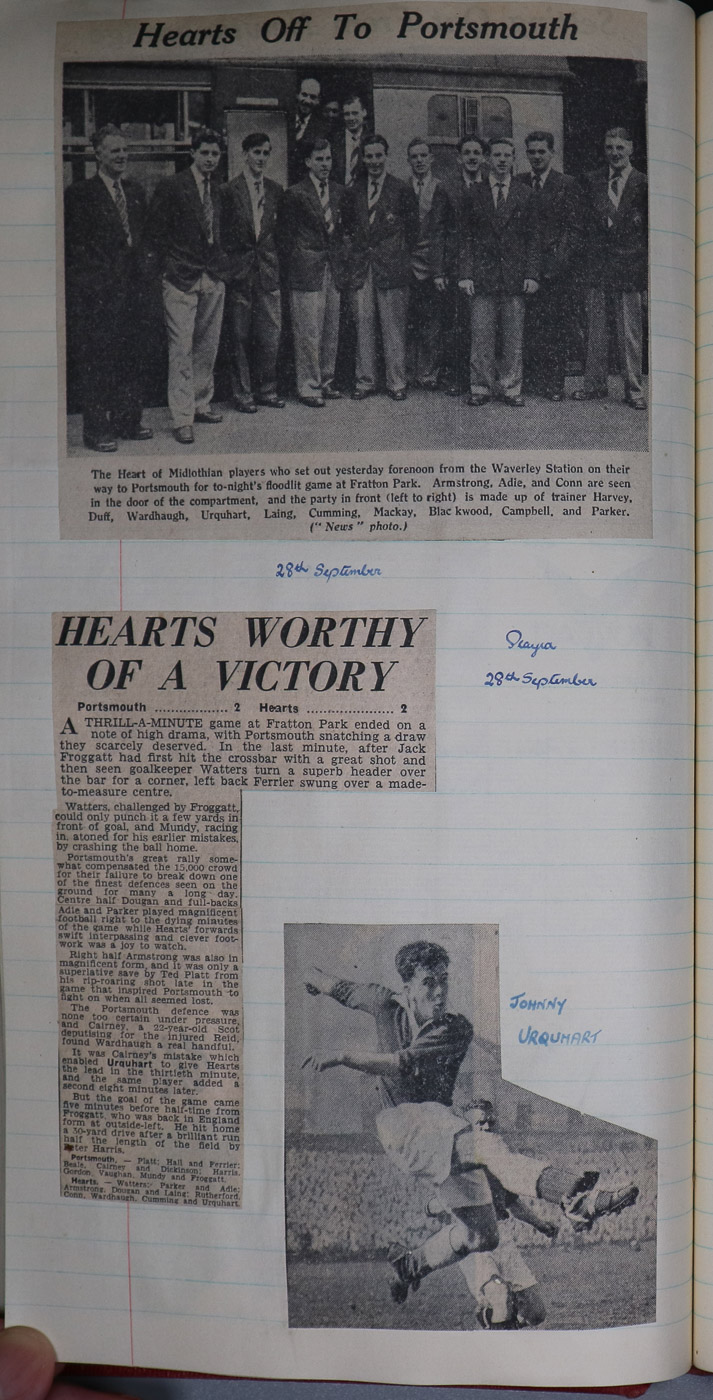 Hearts Off To Portsmouth
The Heart of Midlothian players who set out yesterday forenoon from the Waverley Station on their
way to Portsmouth for to-night's floodlit game at Fratton Park. Armstrong, Adie, and Conn are seen
in the door of the compartment, and the party in front (left to right) is made up of trainer Harvey,
Duff, Wardhaugh, Urquhart, Laing, Cumming, Mackay, Blackwood, Campbell, and Parker.
("News" photo.)
28th September
HEARTS WORTHY
OF A VICTORY
Portsmouth ................ 2 Hearts ................... 2
A THRILL-A-MINUTE game at Fratton Park ended on a
note of high drama, with Portsmouth snatching a draw
they scarcely deserved. In the last minute, after Jack
Froggatt had first hit the crossbar with a great shot and
then seen goalkeeper Watters turn a superb header over
the bar for a corner, left back Ferrier swung over a made-
to-measure centre.
Watters, challenged by Froggatt,
could only punch it a few yards in
front of goal, and Mundy, racing
in, atoned for his earlier mistakes,
by crashing the ball home.
Portsmouth's great rally some-
what compensated the 15,000 crowd
for their failure to break down one
of the finest defences seen on the
ground for many a long day.
Centre half Dougan and full-backs
Adie and Parker played magnificent
football right to the dying minutes
of the game while Hearts' forwards
swift interpassing and clever foot-
work was a joy to watch.
Right half Armstrong was also in
magnificent form, and it was only a
superlative save by Ted Platt from
his rip-roaring shot late in the
game that inspired Portsmouth to
fight on when all seemed lost.
The Portsmouth defence was
none too certain under pressure,
and Cairney, a 22-year-old Scot
deputising for the injured Reid,
found Wardhaugh a real handful.
It was Cairney's mistake which
enabled Urquhart to give Hearts
the lead in the thirtieth minute,
and the same player added a
second eight minutes later.
But the goal of the game came
five minutes before half-time from
Froggatt, who was back in England
form at outside-left. He hit home
a 30-yard drive after a brilliant run
half the length of the field by
Peter Harris.
Portsmouth. — Platt; Hall and Ferrier;
Beale, Cairney and Dickinson; Harris,
Gordon, Vaughan, Mundy and Froggatt.
Hearts. — Watters; Parker and Adie;
Armstrong, Dougan and Laing; Rutherford,
Conn, Wardhaugh, Cumming and Urquhart.
28th September
JOHNNY
URQUHART